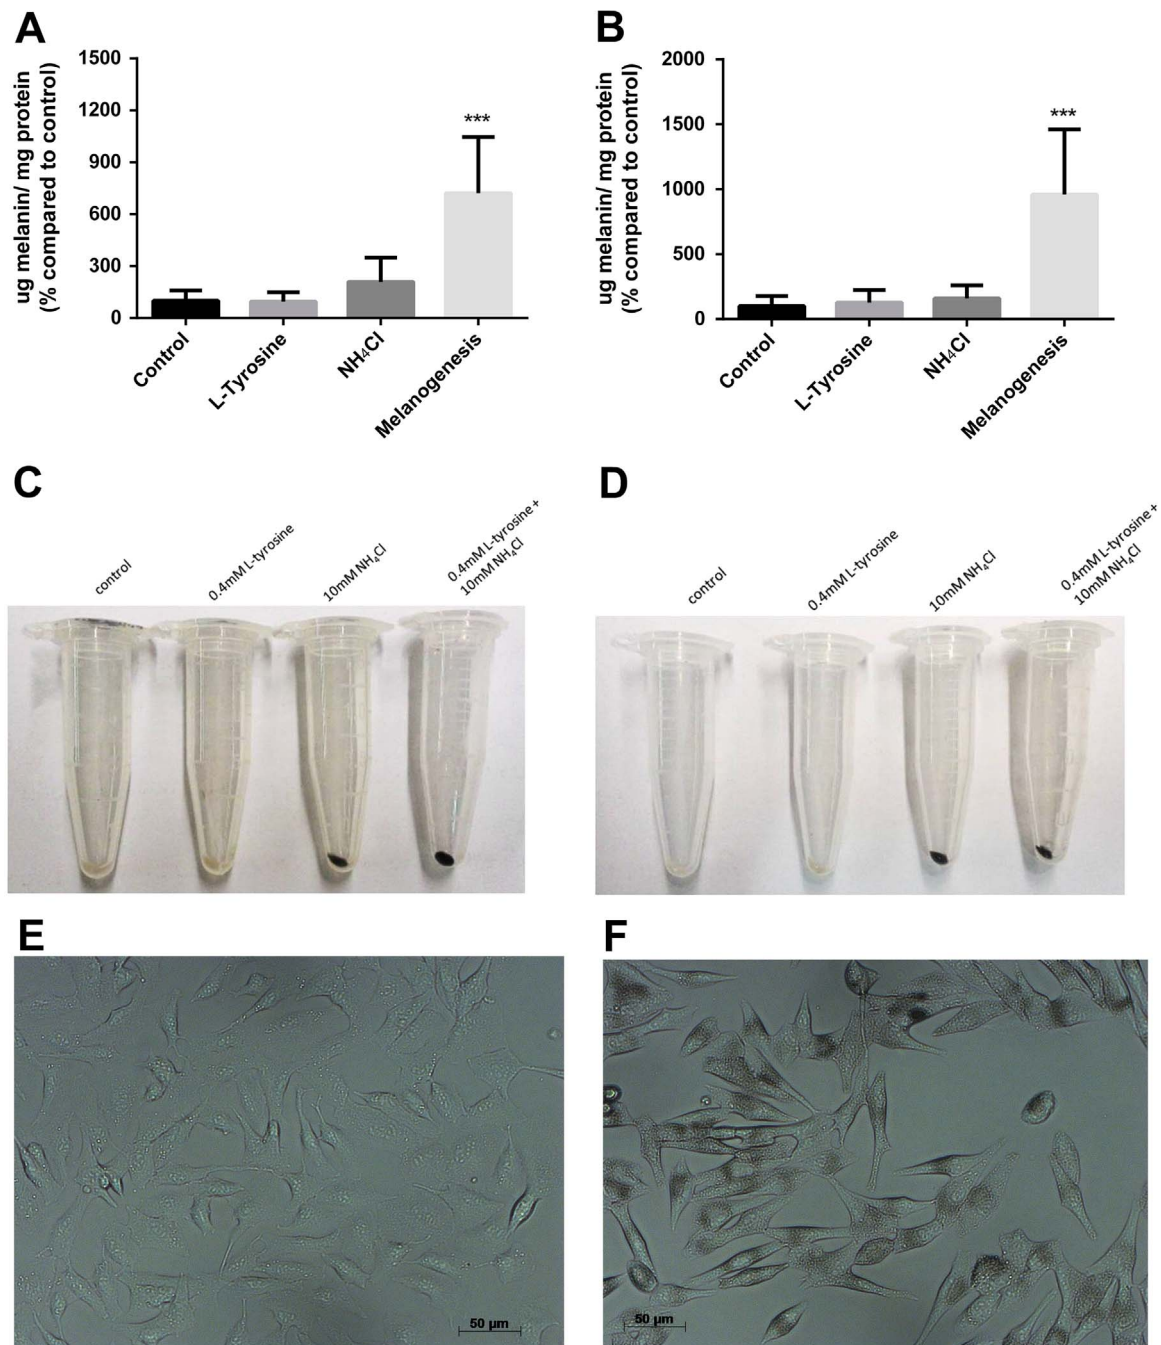 A
ug melanin/ mg protein
(% compared to control)
1500
1200
900
600
300
0
***
Control
L-Tyrosine
NH₄Cl
Melanogenesis
B
ug melanin/ mg protein
(% compared to control)
2000
1500
1000
500
0
***
Control
L-Tyrosine
NH₄Cl
Melanogenesis
C
control
0.4mM L-tyrosine
10mM NH₄Cl
0.4mM L-tyrosine +
10mM NH₄Cl
D
control
0.4mM L-tyrosine
10mM NH₄Cl
0.4mM L-tyrosine +
10mM NH₄Cl
E
50 µm
F
50 µm